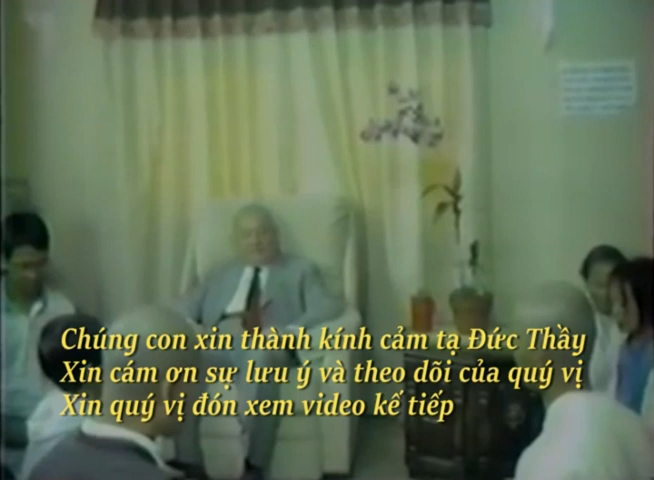 Chúng con xin thành kính cảm tạ Đức Thầy
Xin cám ơn sự lưu ý và theo dõi của quý vị
Xin quý vị đón xem video kế tiếp